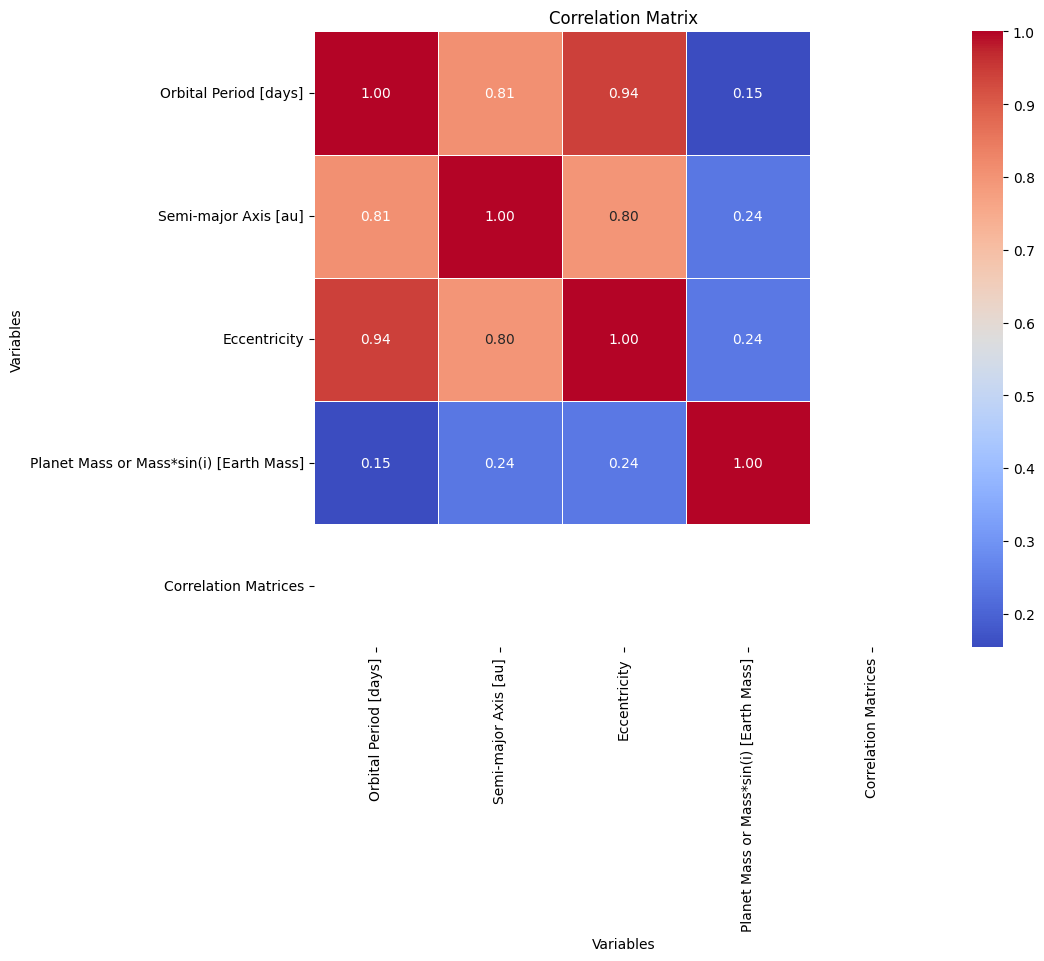 Correlation Matrix
Variables
Orbital Period [days]
1.00 0.81 0.94 0.15
Semi-major Axis [au]
0.81 1.00 0.80 0.24
Eccentricity
0.94 0.80 1.00 0.24
Planet Mass or Mass*sin(i) [Earth Mass]
0.15 0.24 0.24 1.00
Correlation Matrices
Orbital Period [days]
Semi-major Axis [au]
Eccentricity
Planet Mass or Mass*sin(i) [Earth Mass]
Correlation Matrices
Variables
1.0
0.9
0.8
0.7
0.6
0.5
0.4
0.3
0.2